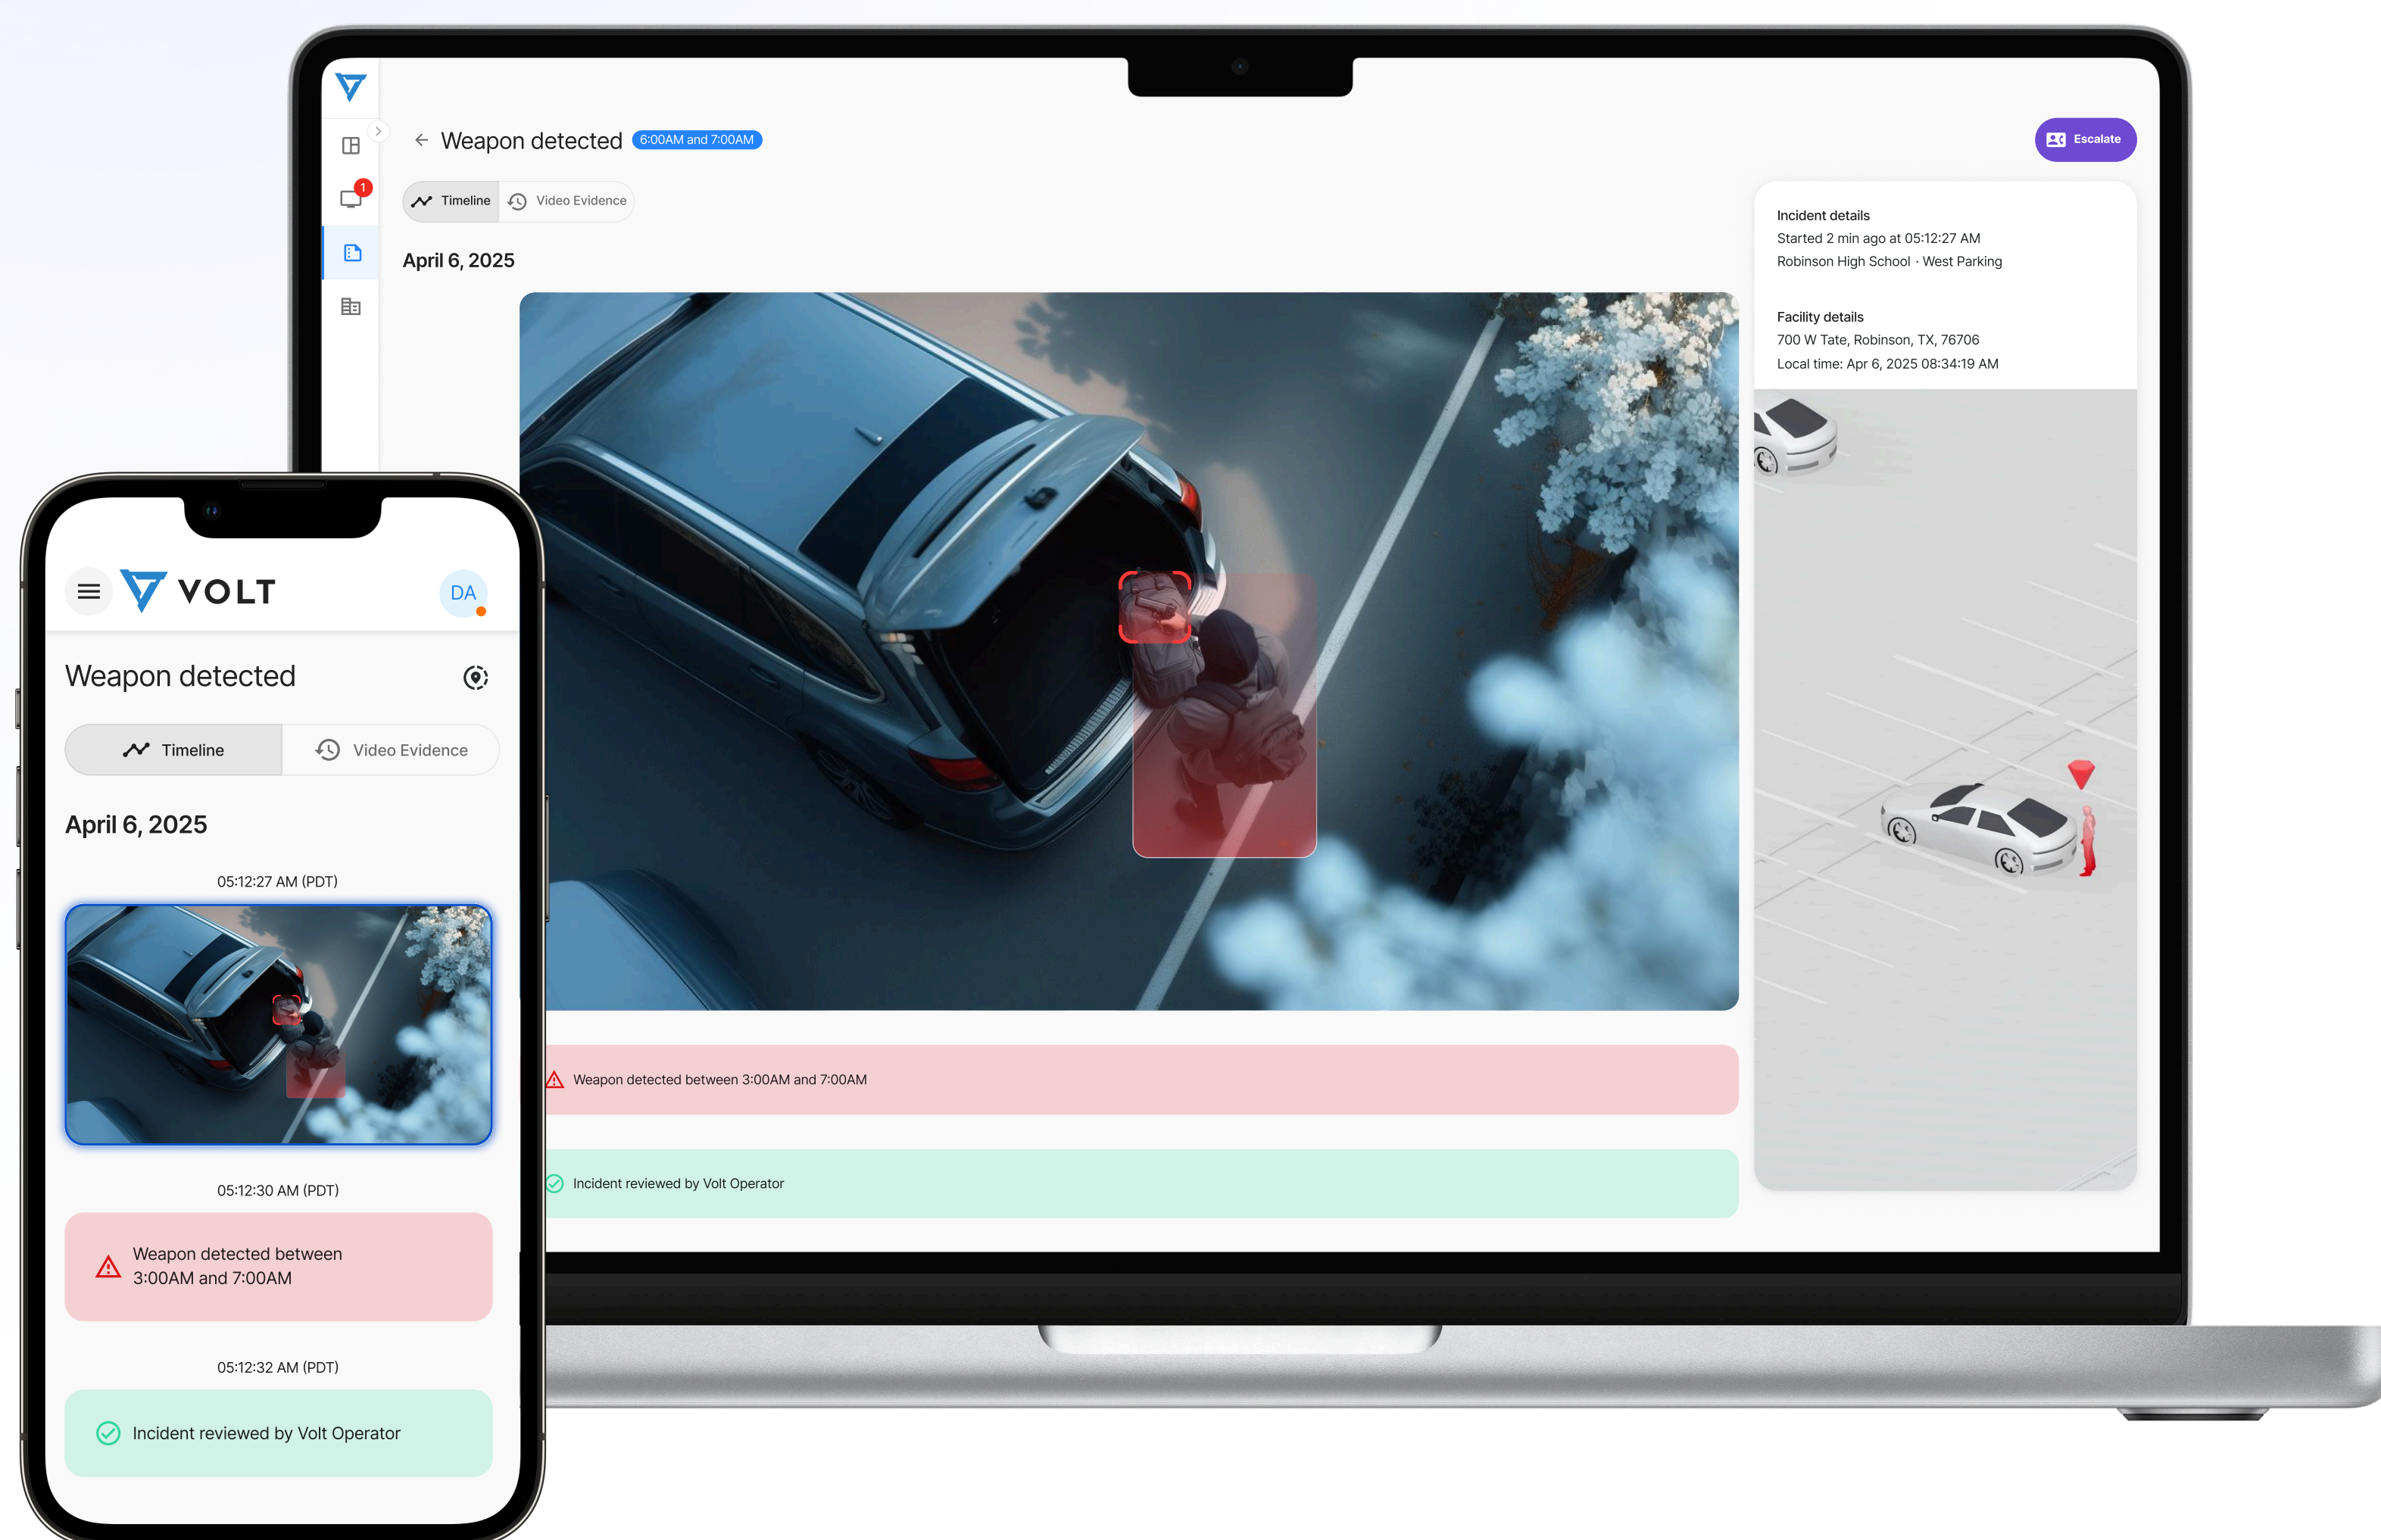 Weapon detected 6:00AM and 7:00AM
Escalate
1
Timeline Video Evidence
April 6, 2025
Incident details
Started 2 min ago at 05:12:27 AM
Robinson High School · West Parking
Facility details
700 W Tate, Robinson, TX, 76706
Local time: Apr 6, 2025 08:34:19 AM
Weapon detected between 3:00AM and 7:00AM
Incident reviewed by Volt Operator
VOLT
DA
Weapon detected
Timeline Video Evidence
April 6, 2025
05:12:27 AM (PDT)
05:12:30 AM (PDT)
Weapon detected between
3:00AM and 7:00AM
05:12:32 AM (PDT)
Incident reviewed by Volt Operator